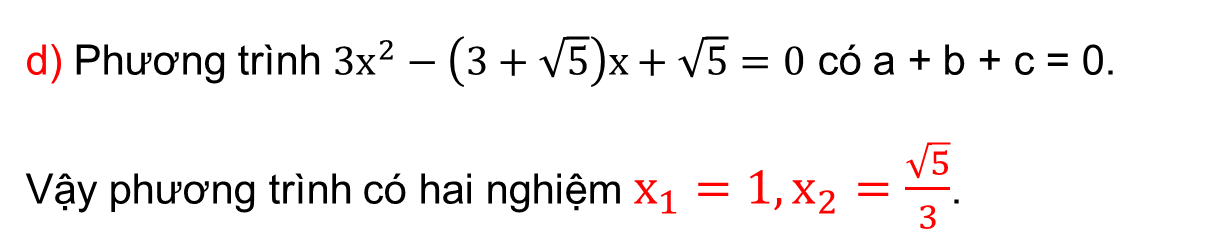 d) Phương trình 3x² − (3 + √5)x + √5 = 0 có a + b + c = 0.
Vậy phương trình có hai nghiệm x₁ = 1, x₂ = √5/3.